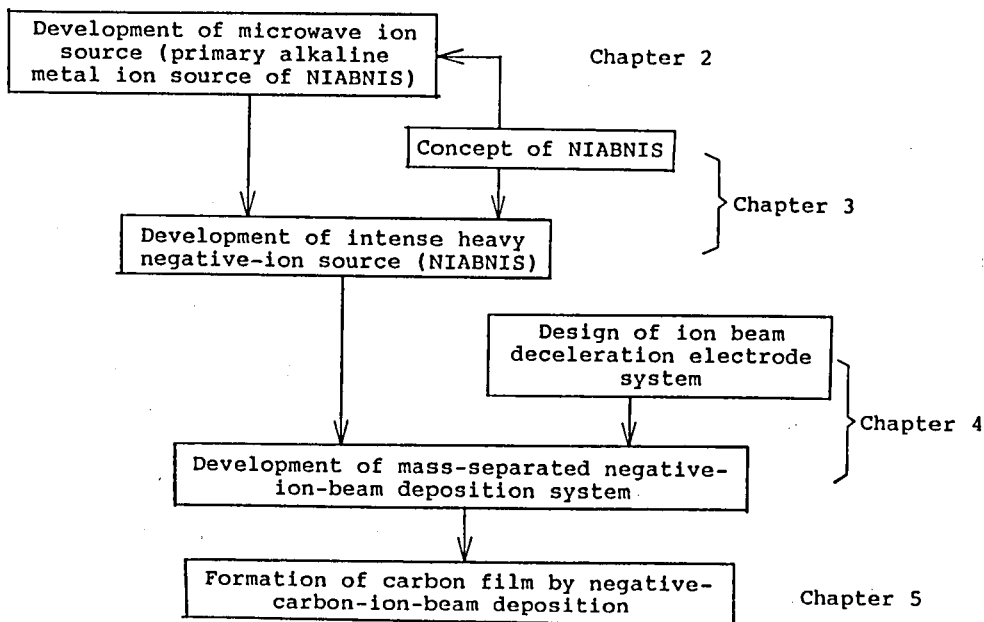 Development of microwave ion
source (primary alkaline
metal ion source of NIABNIS)
Chapter 2
Concept of NIABNIS
Chapter 3
Development of intense heavy
negative-ion source (NIABNIS)
Design of ion beam
deceleration electrode
system
Chapter 4
Development of mass-separated negative-
ion-beam deposition system
Formation of carbon film by negative-
carbon-ion-beam deposition
Chapter 5